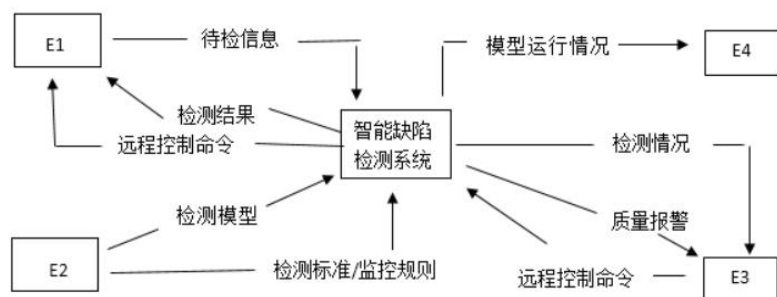 E1
待检信息
模型运行情况
E4
检测结果
远程控制命令
智能缺陷
检测系统
检测情况
检测模型
质量报警
E2
检测标准/监控规则
远程控制命令
E3